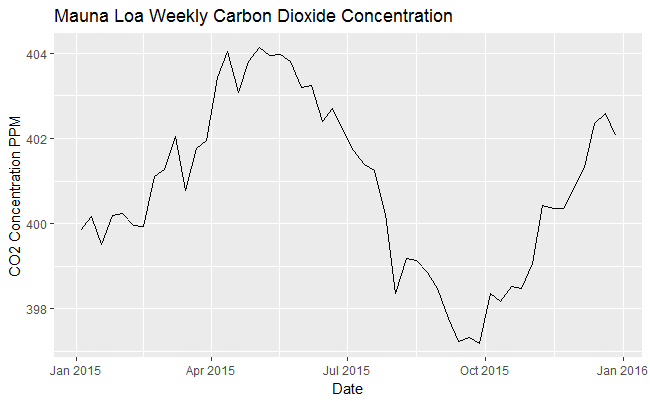 Mauna Loa Weekly Carbon Dioxide Concentration
CO2 Concentration PPM
404
402
400
398
Jan 2015
Apr 2015
Jul 2015
Oct 2015
Jan 2016
Date